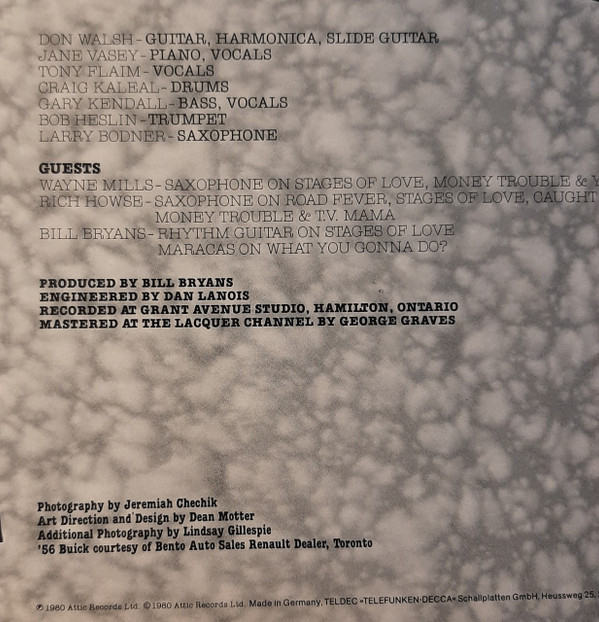 DON WALSH - GUITAR, HARMONICA, SLIDE GUITAR
JANE VASEY - PIANO, VOCALS
TONY FLAIM - VOCALS
CRAIG KALEAL - DRUMS
GARY KENDALL - BASS, VOCALS
BOB HESLIN - TRUMPET
LARRY BODNER - SAXOPHONE
GUESTS
WAYNE MILLS - SAXOPHONE ON STAGES OF LOVE, MONEY TROUBLE & Y
RICH HOWSE - SAXOPHONE ON ROAD FEVER, STAGES OF LOVE, CAUGHT
MONEY TROUBLE & T.V. MAMA
BILL BRYANS - RHYTHM GUITAR ON STAGES OF LOVE
MARACAS ON WHAT YOU GONNA DO?
PRODUCED BY BILL BRYANS
ENGINEERED BY DAN LANOIS
RECORDED AT GRANT AVENUE STUDIO, HAMILTON, ONTARIO
MASTERED AT THE LACQUER CHANNEL BY GEORGE GRAVES
Photography by Jeremiah Chechik
Art Direction and Design by Dean Motter
Additional Photography by Lindsay Gillespie
'56 Buick courtesy of Bento Auto Sales Renault Dealer, Toronto
℗ 1980 Attic Records Ltd. © 1980 Attic Records Ltd. Made in Germany, TELDEC »TELEFUNKEN-DECCA« Schallplatten GmbH, Heussweg 25,